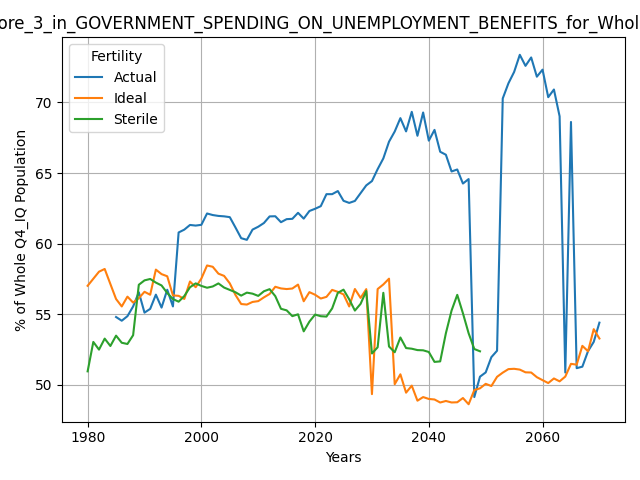 ore_3_in_GOVERNMENT_SPENDING_ON_UNEMPLOYMENT_BENEFITS_for_Whol
Fertility
Actual
Ideal
Sterile
% of Whole Q4_IQ Population
70
65
60
55
50
1980
2000
2020
2040
2060
Years